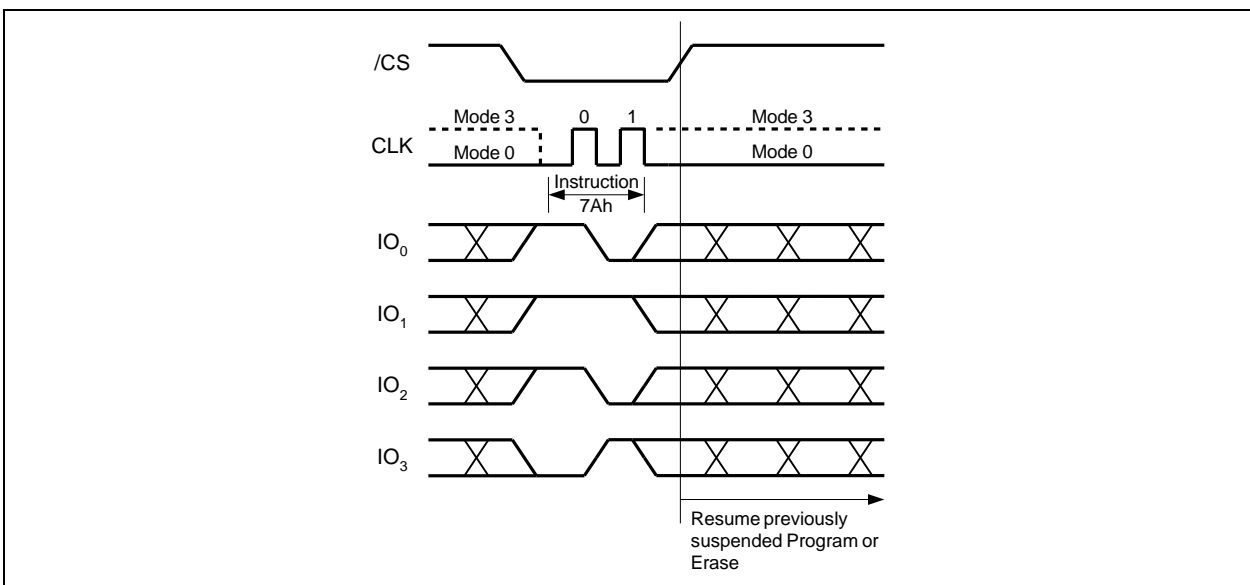 /CS
Mode 3 0 1 Mode 3
CLK
Mode 0 Mode 0
Instruction
7Ah
IO0
IO1
IO2
IO3
Resume previously
suspended Program or
Erase